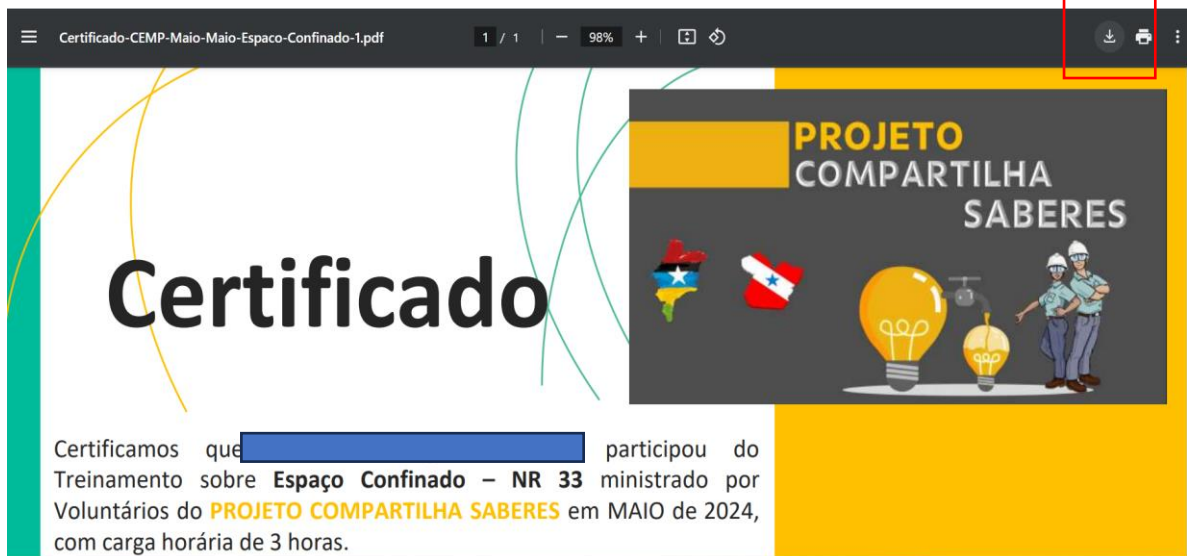 Certificado-CEMP-Maio-Maio-Espaco-Confinado-1.pdf
1 / 1
98%
PROJETO
COMPARTILHA
SABERES
Certificado
Certificamos que participou do
Treinamento sobre Espaço Confinado – NR 33 ministrado por
Voluntários do PROJETO COMPARTILHA SABERES em MAIO de 2024,
com carga horária de 3 horas.